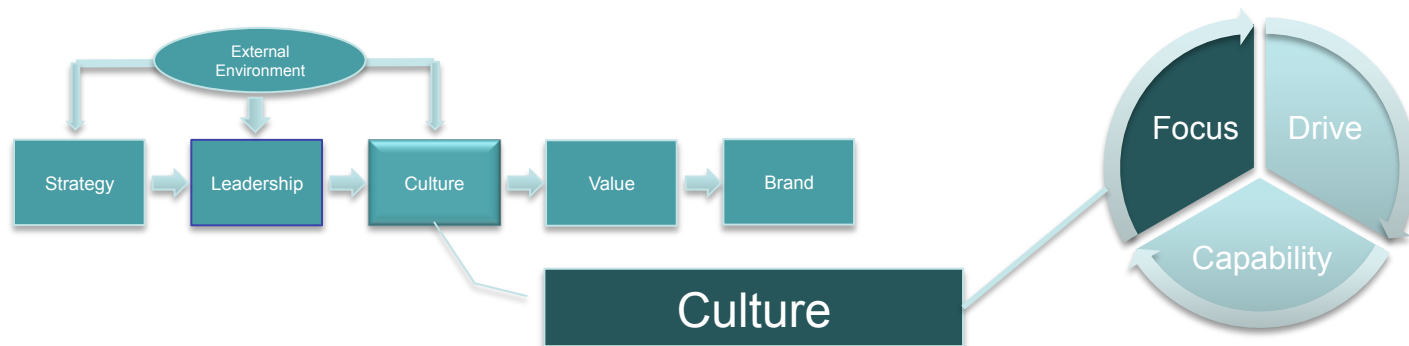 External
Environment
Strategy
Leadership
Culture
Value
Brand
Culture
Focus
Drive
Capability